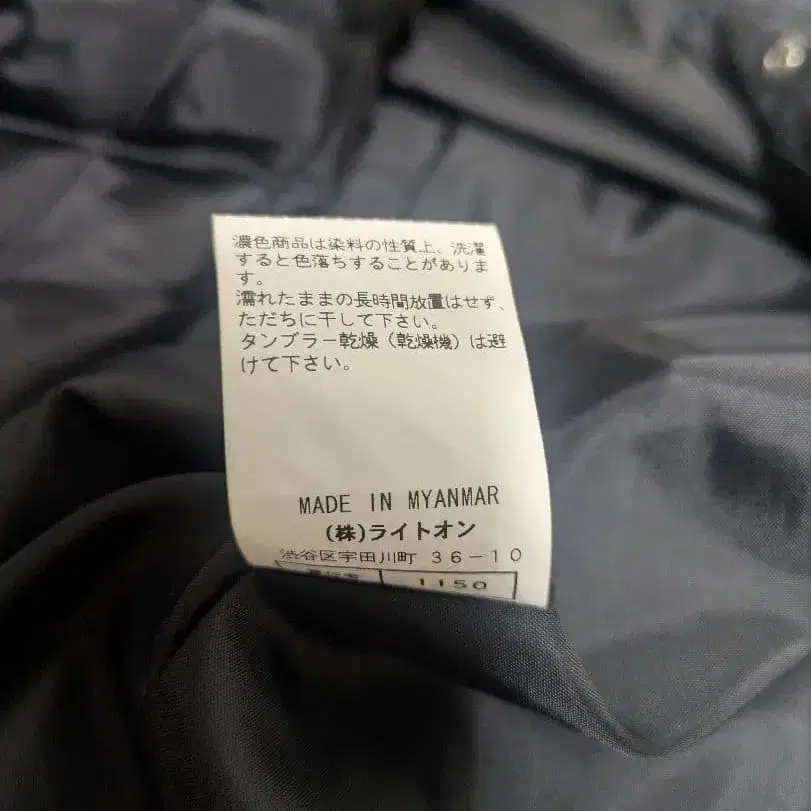 濃色商品は染料の性質上、洗濯
すると色落ちすることがありま
す。
濡れたままの長時間放置はせず、
ただちに干して下さい。
タンブラー乾燥（乾燥機）は避
けて下さい。
MADE IN MYANMAR
(株)ライトオン
渋谷区宇田川町 36-10
1150